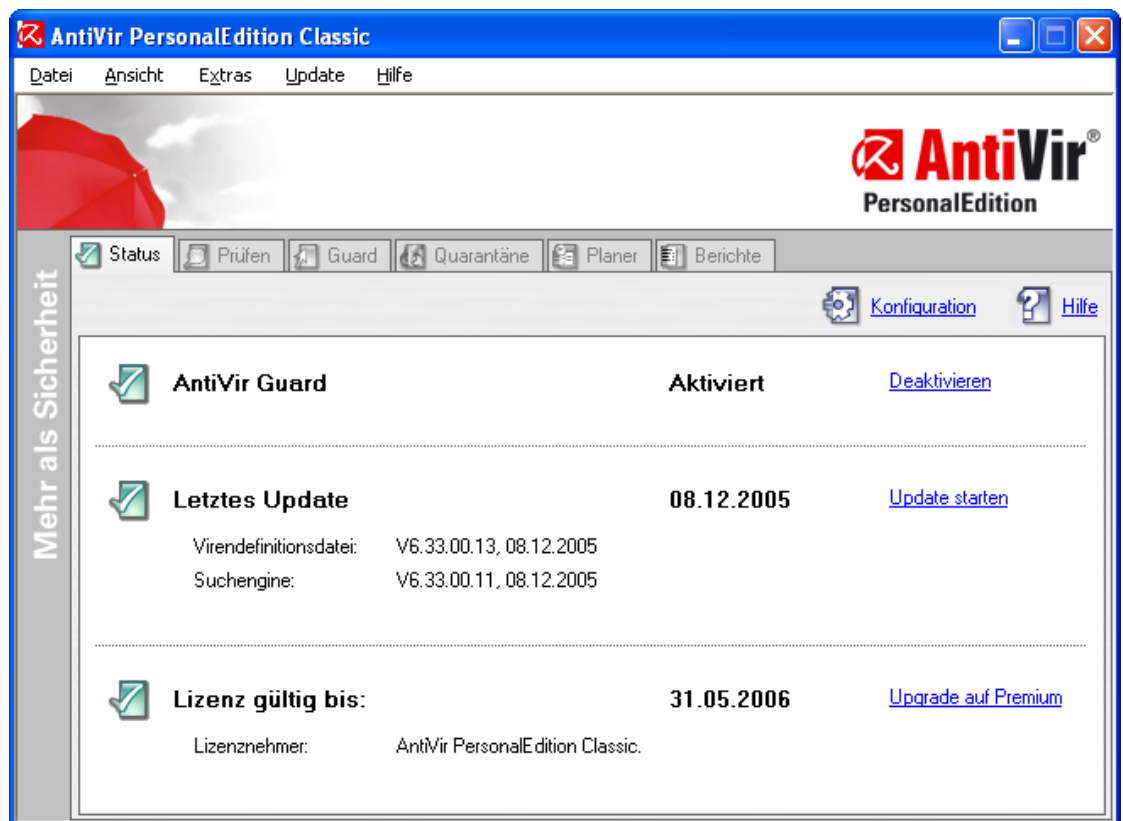 AntiVir PersonalEdition Classic
Datei Ansicht Extras Update Hilfe
AntiVir®
PersonalEdition
Mehr als Sicherheit
Status Prüfen Guard Quarantäne Planer Berichte
Konfiguration Hilfe
AntiVir Guard Aktiviert Deaktivieren
Letztes Update 08.12.2005 Update starten
Virendefinitionsdatei: V6.33.00.13, 08.12.2005
Suchengine: V6.33.00.11, 08.12.2005
Lizenz gültig bis: 31.05.2006 Upgrade auf Premium
Lizenznehmer: AntiVir PersonalEdition Classic.